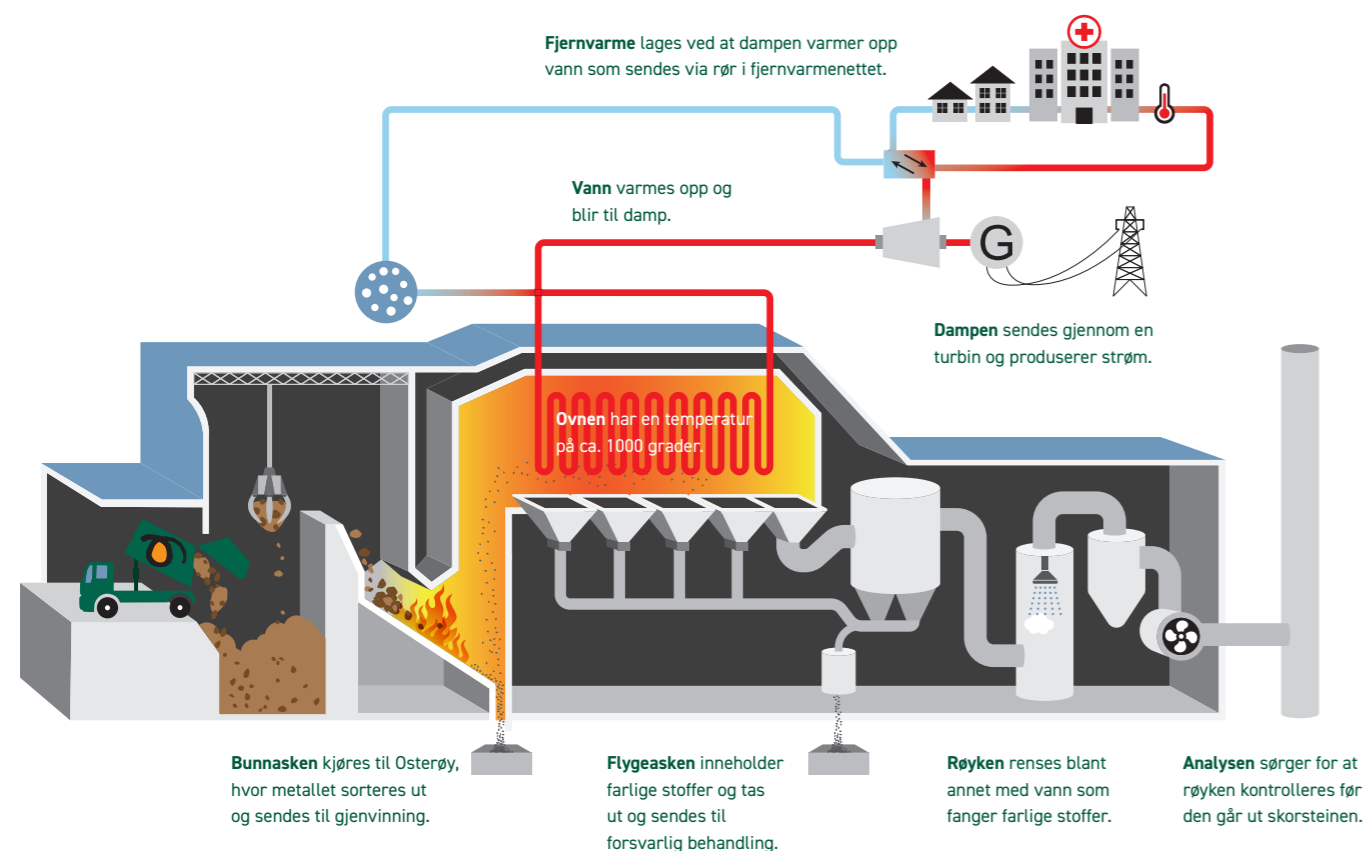 Fjernvarme lages ved at dampen varmer opp
vann som sendes via rør i fjernvarmenettet.
Vann varmes opp og
blir til damp.
G
Dampen sendes gjennom en
turbin og produserer strøm.
Ovnen har en temperatur
på ca. 1000 grader.
Bunnasken kjøres til Osterøy,
hvor metallet sorteres ut
og sendes til gjenvinning.
Flygeasken inneholder
farlige stoffer og tas
ut og sendes til
forsvarlig behandling.
Røyken renses blant
annet med vann som
fanger farlige stoffer.
Analysen sørger for at
røyken kontrolleres før
den går ut skorsteinen.